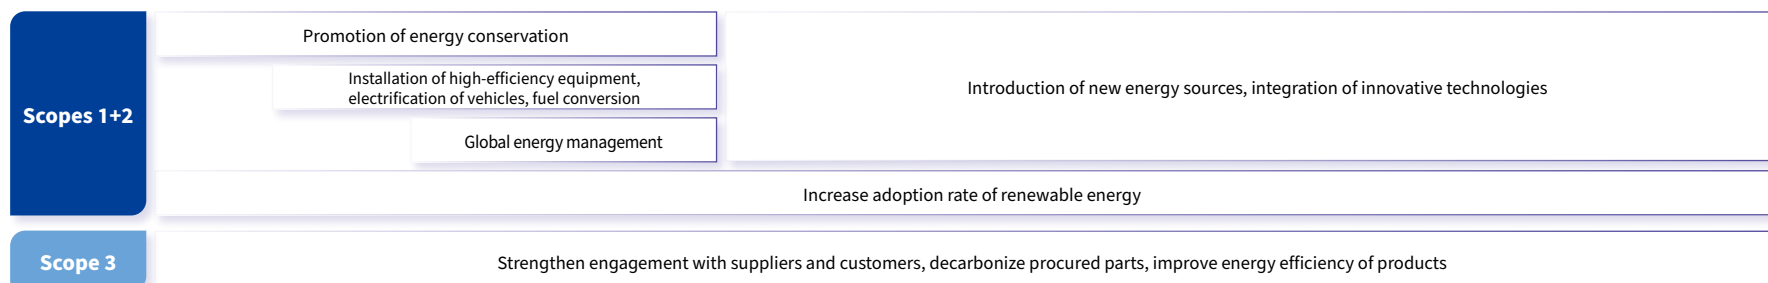 Scopes 1+2
Promotion of energy conservation
Installation of high-efficiency equipment,
electrification of vehicles, fuel conversion
Global energy management
Introduction of new energy sources, integration of innovative technologies
Increase adoption rate of renewable energy
Scope 3
Strengthen engagement with suppliers and customers, decarbonize procured parts, improve energy efficiency of products